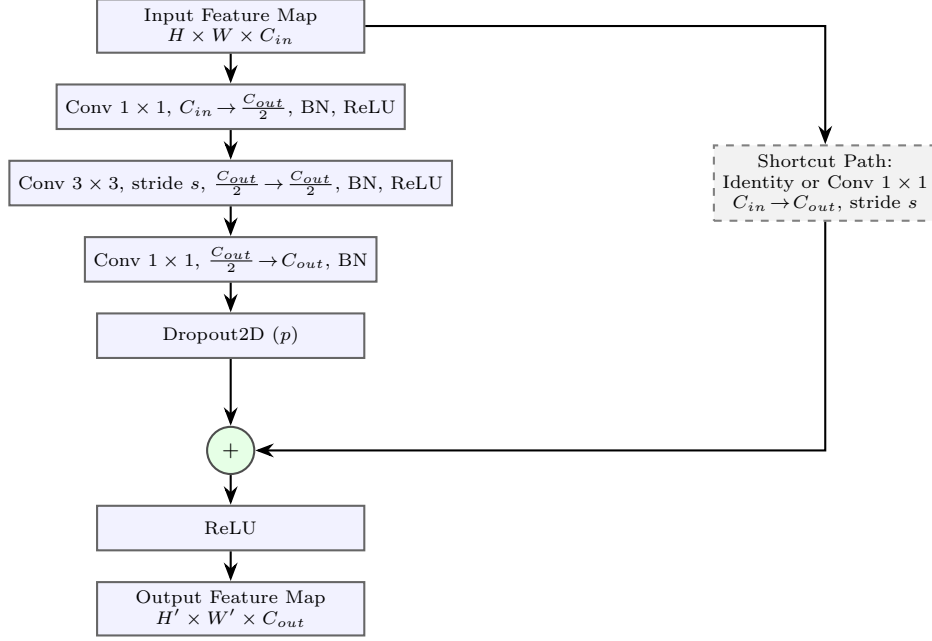 Input Feature Map
H × W × C_in
Conv 1 × 1, C_in → C_out/2, BN, ReLU
Conv 3 × 3, stride s, C_out/2 → C_out/2, BN, ReLU
Conv 1 × 1, C_out/2 → C_out, BN
Dropout2D (p)
Shortcut Path:
Identity or Conv 1 × 1
C_in → C_out, stride s
+
ReLU
Output Feature Map
H′ × W′ × C_out